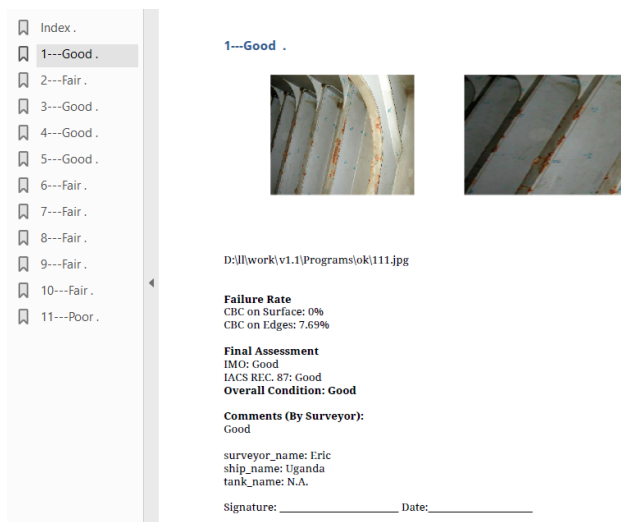 Index .
1---Good .
2---Fair .
3---Good .
4---Good .
5---Good .
6---Fair .
7---Fair .
8---Fair .
9---Fair .
10---Fair .
11---Poor .
1---Good .
D:\ll\work\v1.1\Programs\ok\111.jpg
Failure Rate
CBC on Surface: 0%
CBC on Edges: 7.69%
Final Assessment
IMO: Good
IACS REC. 87: Good
Overall Condition: Good
Comments (By Surveyor):
Good
surveyor_name: Eric
ship_name: Uganda
tank_name: N.A.
Signature: ______________________ Date:___________________